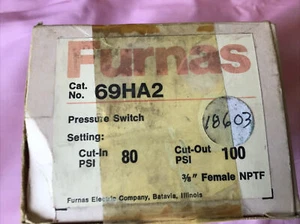 Furnas
Cat.
No. 69HA2
Pressure Switch
18603
Setting:
Cut-In PSI 80 Cut-Out PSI 100
⅜" Female NPTF
Furnas Electric Company, Batavia, Illinois